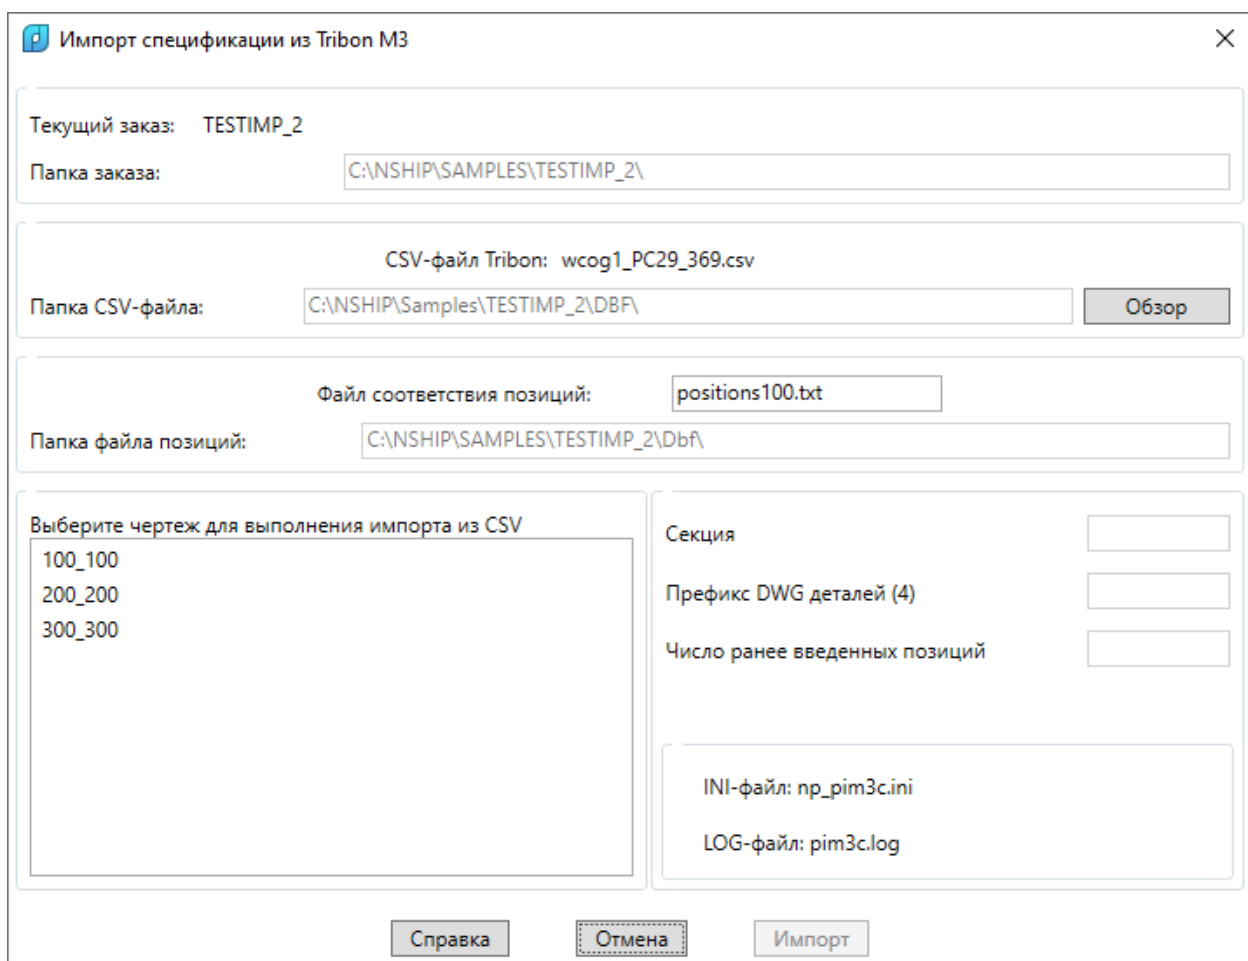 Импорт спецификации из Tribon M3
Текущий заказ: TESTIMP_2
Папка заказа: C:\NSHIP\SAMPLES\TESTIMP_2\
CSV-файл Tribon: wcog1_PC29_369.csv
Папка CSV-файла: C:\NSHIP\Samples\TESTIMP_2\DBF\ Обзор
Файл соответствия позиций: positions100.txt
Папка файла позиций: C:\NSHIP\SAMPLES\TESTIMP_2\Dbf\
Выберите чертеж для выполнения импорта из CSV
100_100
200_200
300_300
Секция
Префикс DWG деталей (4)
Число ранее введенных позиций
INI-файл: np_pim3c.ini
LOG-файл: pim3c.log
Справка Отмена Импорт